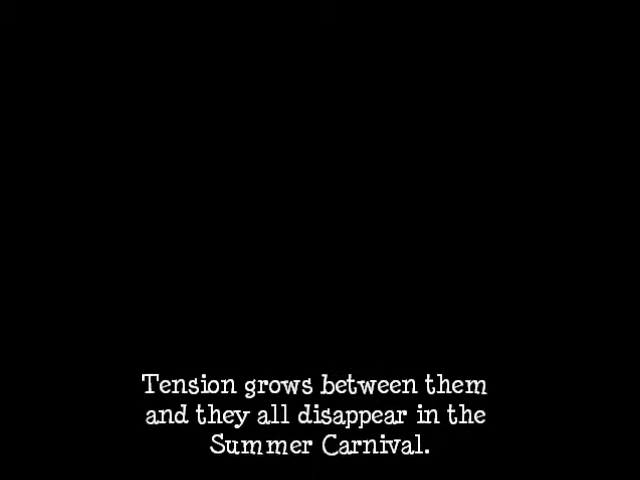 Tension grows between them
and they all disappear in the
Summer Carnival.